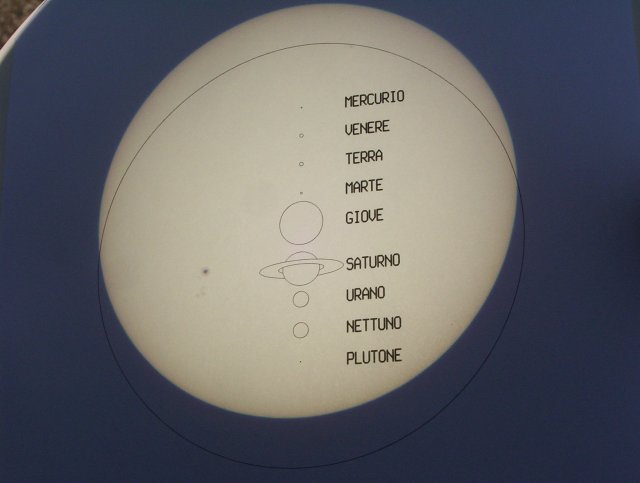 MERCURIO
VENERE
TERRA
MARTE
GIOVE
SATURNO
URANO
NETTUNO
PLUTONE